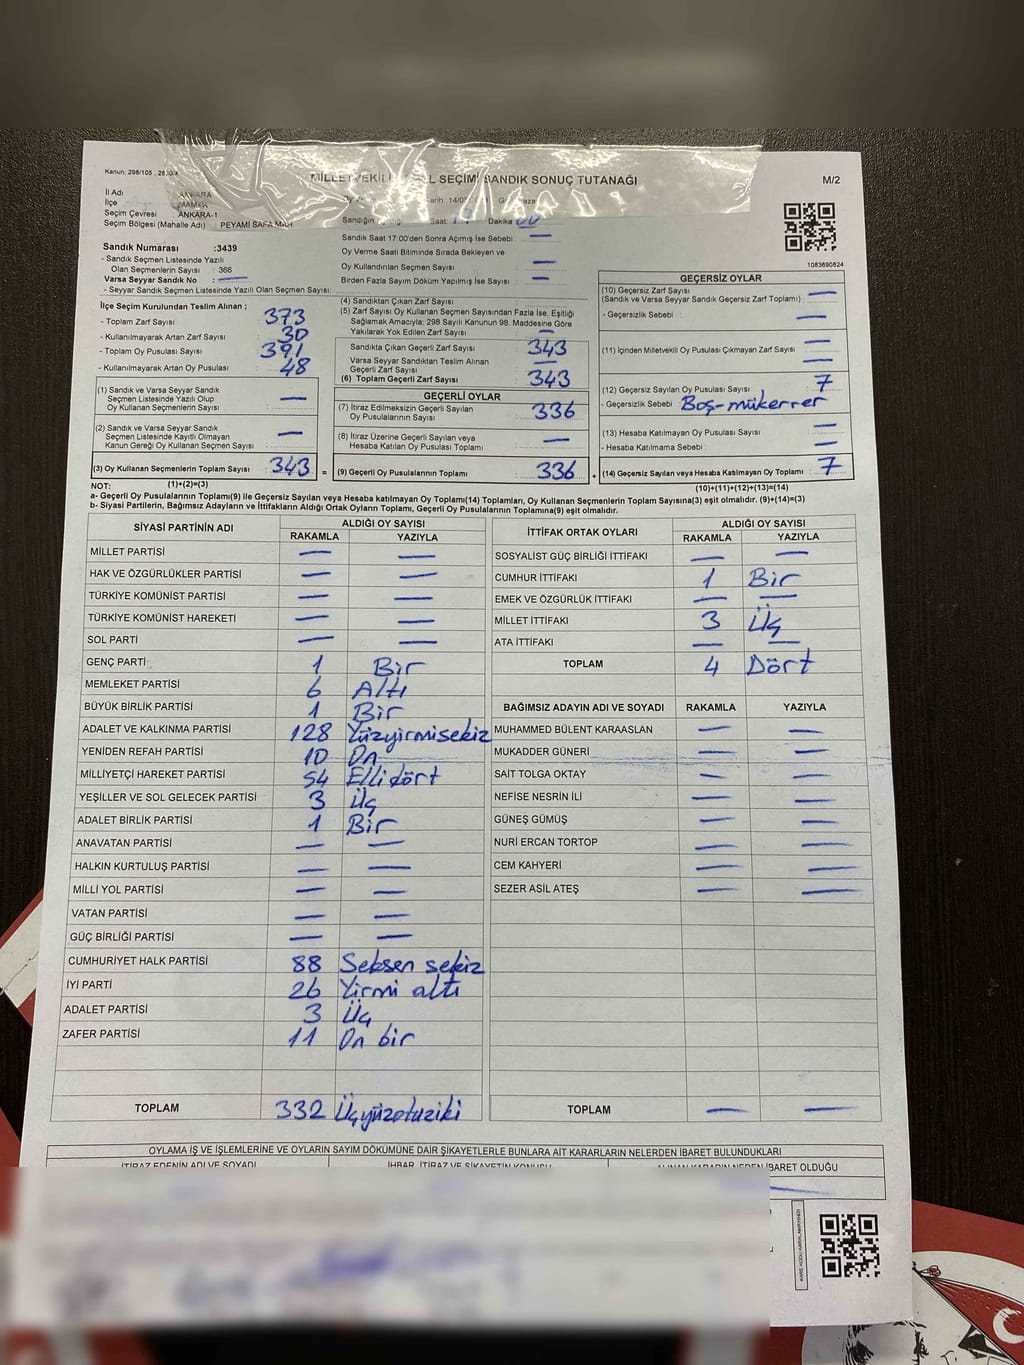 Kanun; 298/105
MİLLETVEKİLİ SEÇİMİ SANDIK SONUÇ TUTANAĞI
M/2
İl Adı : ANKARA
İlçe
Seçim Çevresi : ANKARA-1
Seçim Bölgesi (Mahalle Adı) : PEYAMİ SAFA MAH
Sandık Numarası :3439
- Sandık Seçmen Listesinde Yazılı
Olan Seçmenlerin Sayısı : 366
Varsa Seyyar Sandık No : —
- Seyyar Sandık Seçmen Listesinde Yazılı Olan Seçmen Sayısı:
Saat: Dakika 00
Sandık Saat 17.00'den Sonra Açımış İse Sebebi : —
Oy Verme Saati Bitiminde Sırada Bekleyen ve
Oy Kullandırılan Seçmen Sayısı : —
Birden Fazla Sayım Döküm Yapılmış İse Sayısı : —
1083690824
İlçe Seçim Kurulundan Teslim Alınan ;
- Toplam Zarf Sayısı : 373
- Kullanılmayarak Artan Zarf Sayısı : 30
- Toplam Oy Pusulası Sayısı : 391
- Kullanılmayarak Artan Oy Pusulası : 48
(1) Sandık ve Varsa Seyyar Sandık
Seçmen Listesinde Yazılı Olup
Oy Kullanan Seçmenlerin Sayısı : —
(2) Sandık ve Varsa Seyyar Sandık
Seçmen Listesinde Kayıtlı Olmayan
Kanun Gereği Oy Kullanan Seçmen Sayısı : —
(3) Oy Kullanan Seçmenlerin Toplam Sayısı : 343 =
(1)+(2)=(3)
(4) Sandıktan Çıkan Zarf Sayısı :
(5) Zarf Sayısı Oy Kullanan Seçmen Sayısından Fazla İse, Eşitliği
Sağlamak Amacıyla; 298 Sayılı Kanunun 98. Maddesine Göre
Yakılarak Yok Edilen Zarf Sayısı : —
Sandıkta Çıkan Geçerli Zarf Sayısı : 343
Varsa Seyyar Sandıktan Teslim Alınan
Geçerli Zarf Sayısı : —
(6) Toplam Geçerli Zarf Sayısı : 343
GEÇERLİ OYLAR
(7) İtiraz Edilmeksizin Geçerli Sayılan
Oy Pusulalarının Sayısı : 336
(8) İtiraz Üzerine Geçerli Sayılan veya
Hesaba Katılan Oy Pusulası Toplamı : —
(9) Geçerli Oy Pusulalarının Toplamı : 336 +
GEÇERSİZ OYLAR
(10) Geçersiz Zarf Sayısı : —
(Sandık ve Varsa Seyyar Sandık Geçersiz Zarf Toplamı)
- Geçersizlik Sebebi : —
(11) İçinden Milletvekili Oy Pusulası Çıkmayan Zarf Sayısı : —
(12) Geçersiz Sayılan Oy Pusulası Sayısı : 7
- Geçersizlik Sebebi : Boş-mükerrer
(13) Hesaba Katılmayan Oy Pusulası Sayısı : —
- Hesaba Katılmama Sebebi : —
(14) Geçersiz Sayılan veya Hesaba Katılmayan Oy Toplamı : 7
(10)+(11)+(12)+(13)=(14)
NOT:
a- Geçerli Oy Pusulalarının Toplamı(9) ile Geçersiz Sayılan veya Hesaba katılmayan Oy Toplamı(14) Toplamları, Oy Kullanan Seçmenlerin Toplam Sayısına(3) eşit olmalıdır. (9)+(14)=(3)
b- Siyasi Partilerin, Bağımsız Adayların ve İttifakların Aldığı Ortak Oyların Toplamı, Geçerli Oy Pusulalarının Toplamına(9) eşit olmalıdır.
SİYASİ PARTİNİN ADI ALDIĞI OY SAYISI
RAKAMLA YAZIYLA
MİLLET PARTİSİ — —
HAK VE ÖZGÜRLÜKLER PARTİSİ — —
TÜRKİYE KOMÜNİST PARTİSİ — —
TÜRKİYE KOMÜNİST HAREKETİ — —
SOL PARTİ — —
GENÇ PARTİ 1 Bir
MEMLEKET PARTİSİ 6 Altı
BÜYÜK BİRLİK PARTİSİ 1 Bir
ADALET VE KALKINMA PARTİSİ 128 Yüzyirmisekiz
YENİDEN REFAH PARTİSİ 10 On
MİLLİYETÇİ HAREKET PARTİSİ 54 Ellidört
YEŞİLLER VE SOL GELECEK PARTİSİ 3 Üç
ADALET BİRLİK PARTİSİ 1 Bir
ANAVATAN PARTİSİ — —
HALKIN KURTULUŞ PARTİSİ — —
MİLLİ YOL PARTİSİ — —
VATAN PARTİSİ — —
GÜÇ BİRLİĞİ PARTİSİ — —
CUMHURİYET HALK PARTİSİ 88 Seksen sekiz
İYİ PARTİ 26 Yirmi altı
ADALET PARTİSİ 3 Üç
ZAFER PARTİSİ 11 On bir
TOPLAM 332 Üçyüzotuziki
İTTİFAK ORTAK OYLARI ALDIĞI OY SAYISI
RAKAMLA YAZIYLA
SOSYALİST GÜÇ BİRLİĞİ İTTİFAKI — —
CUMHUR İTTİFAKI 1 Bir
EMEK VE ÖZGÜRLÜK İTTİFAKI — —
MİLLET İTTİFAKI 3 Üç
ATA İTTİFAKI — —
TOPLAM 4 Dört
BAĞIMSIZ ADAYIN ADI VE SOYADI RAKAMLA YAZIYLA
MUHAMMED BÜLENT KARAASLAN — —
MUKADDER GÜNERİ — —
SAİT TOLGA OKTAY — —
NEFİSE NESRİN İLİ — —
GÜNEŞ GÜMÜŞ — —
NURİ ERCAN TORTOP — —
CEM KAHYERİ — —
SEZER ASİL ATEŞ — —
TOPLAM — —
OYLAMA İŞ VE İŞLEMLERİNE VE OYLARIN SAYIM DÖKÜMÜNE DAİR ŞİKAYETLERLE BUNLARA AİT KARARLARIN NELERDEN İBARET BULUNDUKLARI
İTİRAZ EDENİN ADI VE SOYADI İHBAR, İTİRAZ VE ŞİKAYETİN KONUSU ALINAN KARARIN NEDEN İBARET OLDUĞU